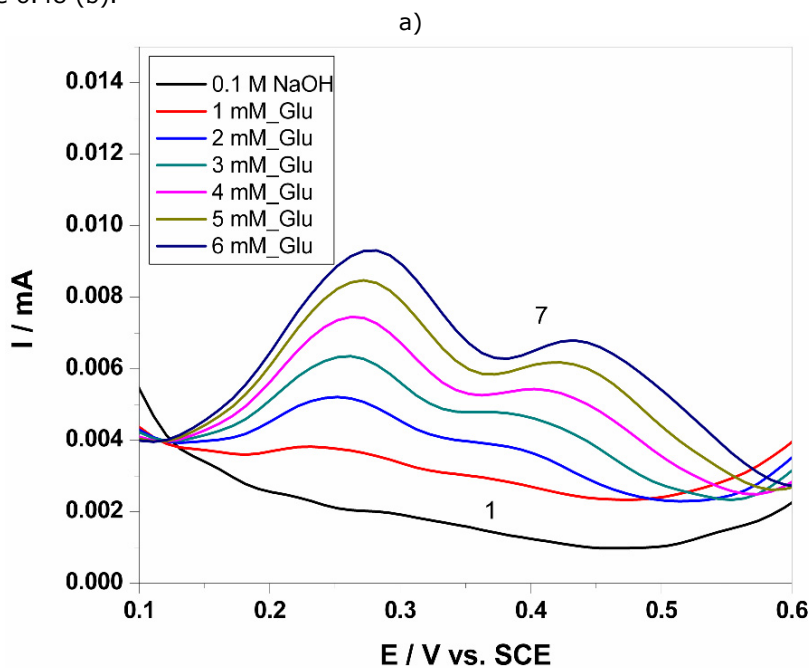 a)
I / mA
0.014
0.012
0.010
0.008
0.006
0.004
0.002
0.000
0.1 M NaOH
1 mM_Glu
2 mM_Glu
3 mM_Glu
4 mM_Glu
5 mM_Glu
6 mM_Glu
7
1
0.1 0.2 0.3 0.4 0.5 0.6
E / V vs. SCE